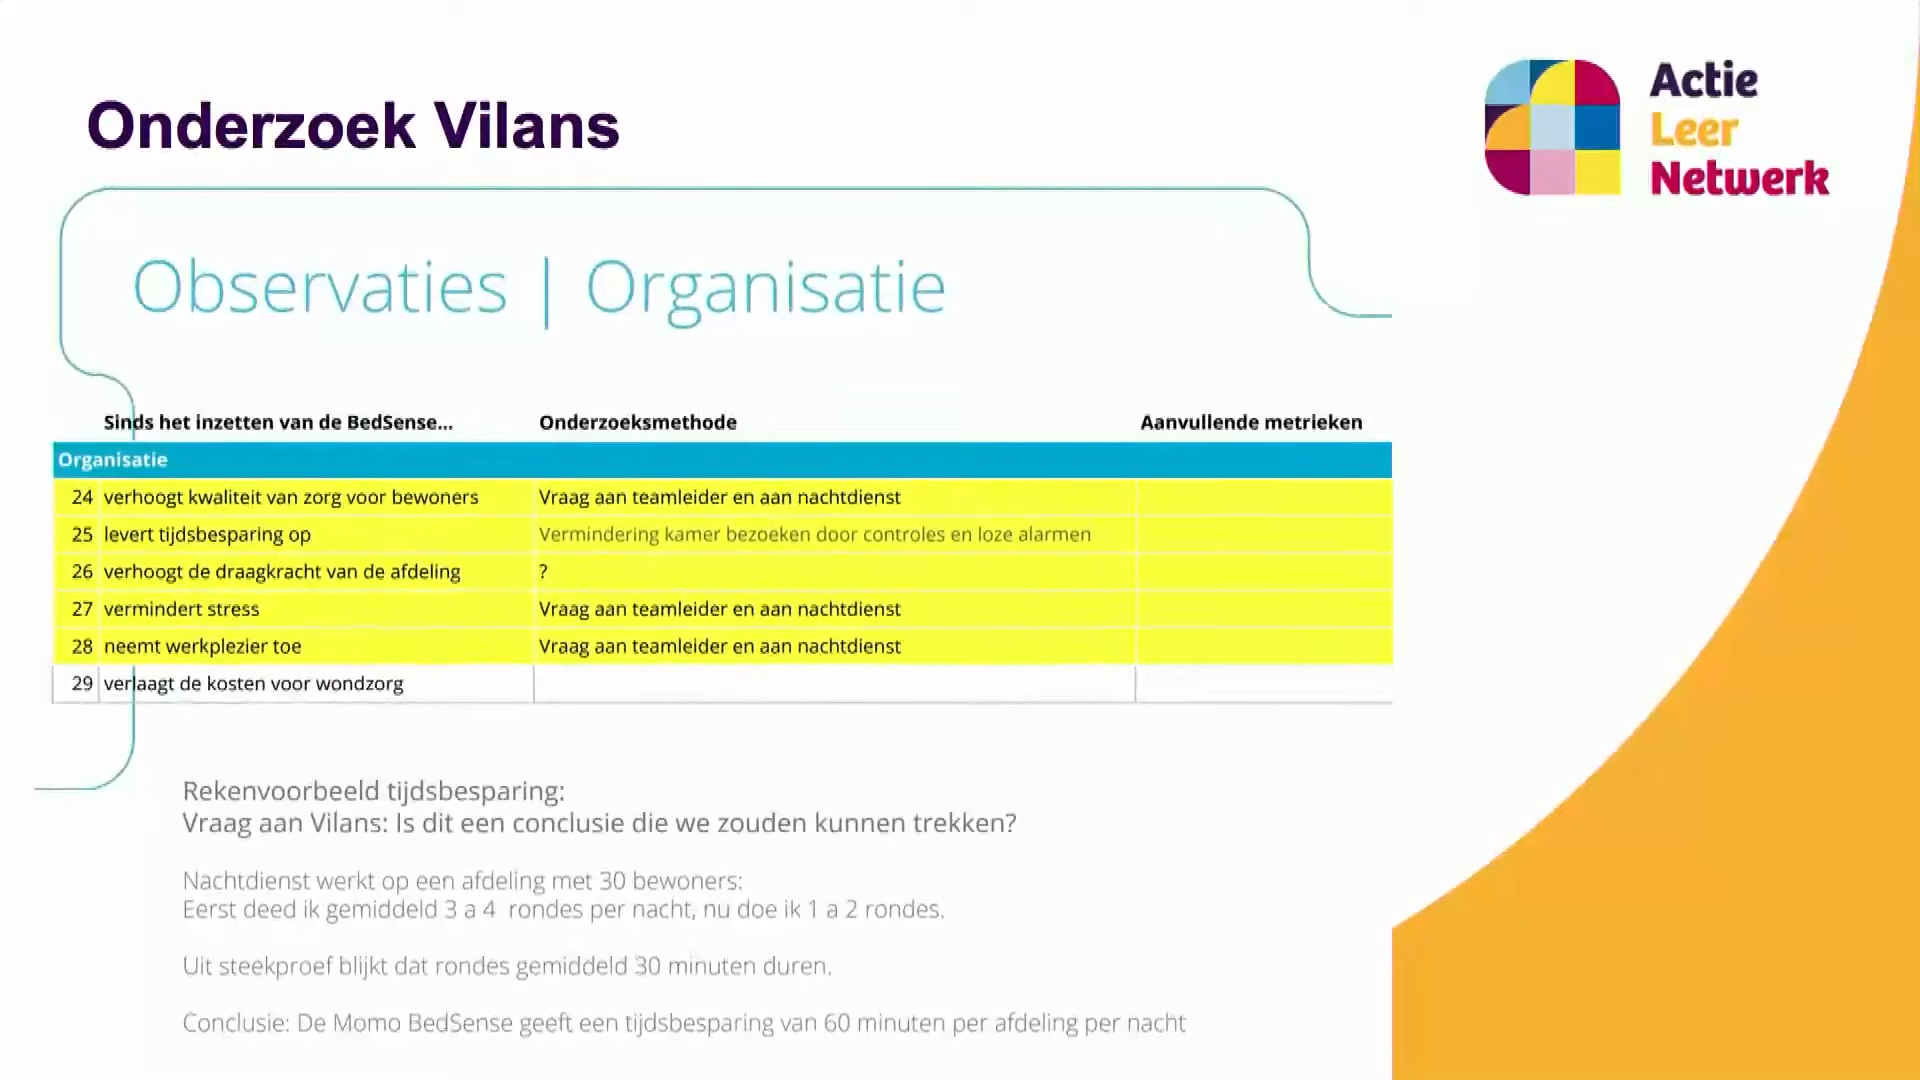 Onderzoek Vilans
Actie
Leer
Netwerk
Observaties | Organisatie
Sinds het inzetten van de BedSense... Onderzoeksmethode Aanvullende metrieken
Organisatie
24 verhoogt kwaliteit van zorg voor bewoners Vraag aan teamleider en aan nachtdienst
25 levert tijdsbesparing op Vermindering kamer bezoeken door controles en loze alarmen
26 verhoogt de draagkracht van de afdeling ?
27 vermindert stress Vraag aan teamleider en aan nachtdienst
28 neemt werkplezier toe Vraag aan teamleider en aan nachtdienst
29 verlaagt de kosten voor wondzorg
Rekenvoorbeeld tijdsbesparing:
Vraag aan Vilans: Is dit een conclusie die we zouden kunnen trekken?
Nachtdienst werkt op een afdeling met 30 bewoners:
Eerst deed ik gemiddeld 3 a 4 rondes per nacht, nu doe ik 1 a 2 rondes.
Uit steekproef blijkt dat rondes gemiddeld 30 minuten duren.
Conclusie: De Momo BedSense geeft een tijdsbesparing van 60 minuten per afdeling per nacht